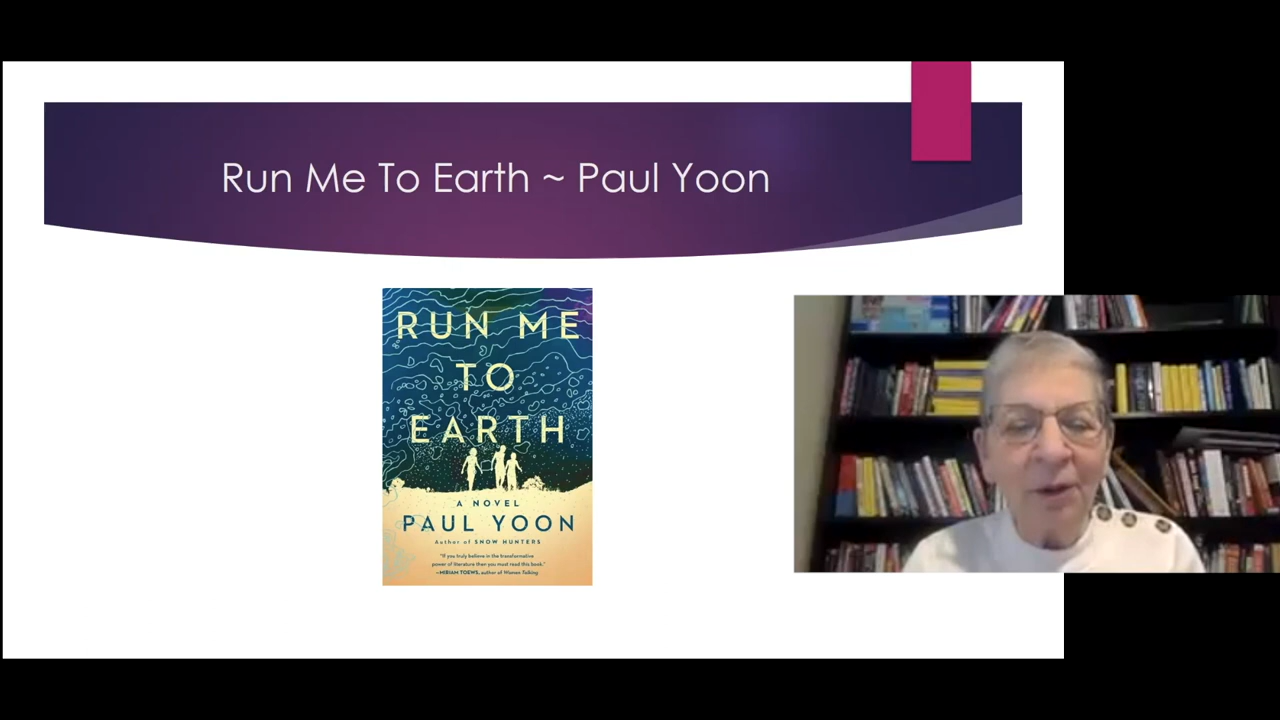 Run Me To Earth ~ Paul Yoon
RUN ME
TO
EARTH
A NOVEL
PAUL YOON
Author of SNOW HUNTERS
"If you truly believe in the transformative
power of literature then you must read this book."
—MIRIAM TOEWS, author of Women Talking